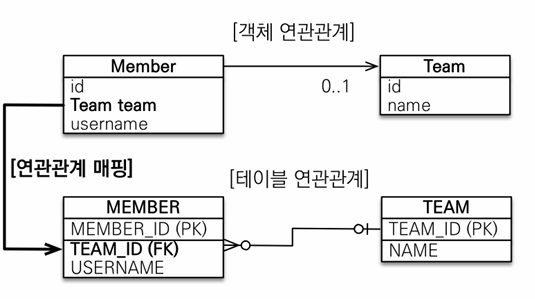 [객체 연관관계]
Member
id
Team team
username
0..1
Team
id
name
[연관관계 매핑]
[테이블 연관관계]
MEMBER
MEMBER_ID (PK)
TEAM_ID (FK)
USERNAME
TEAM
TEAM_ID (PK)
NAME